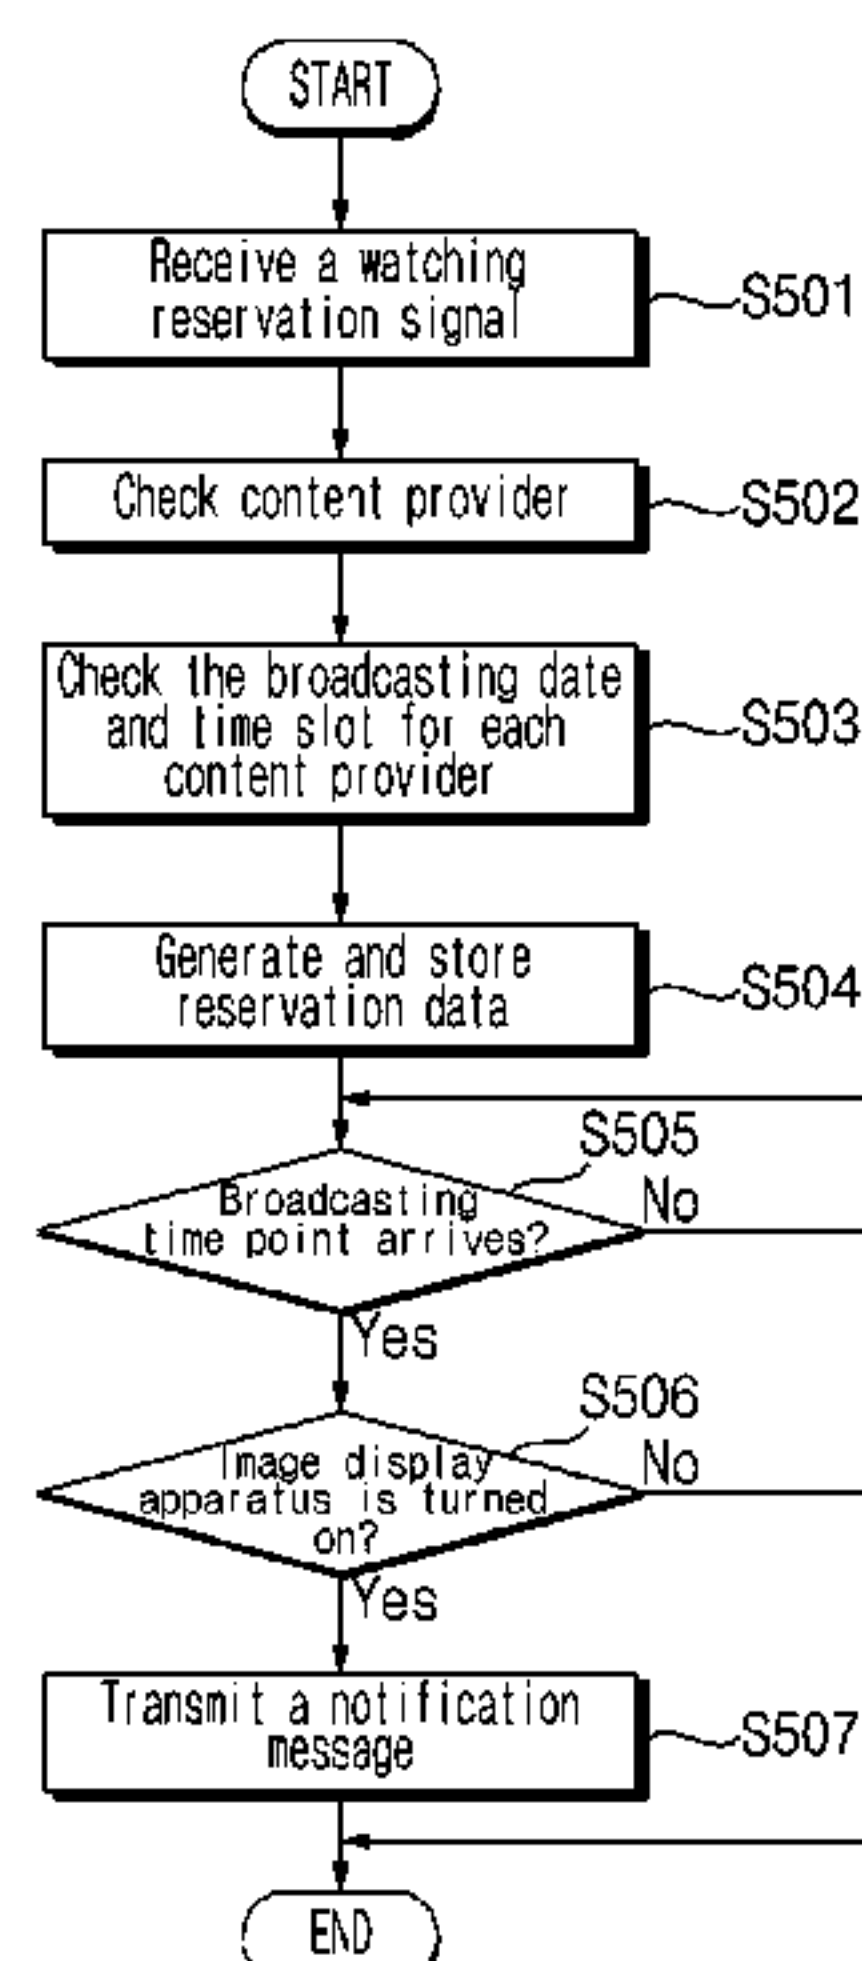 START
Receive a watching
reservation signal
S501
Check content provider
S502
Check the broadcasting date
and time slot for each
content provider
S503
Generate and store
reservation data
S504
S505
Broadcasting
time point arrives?
No
Yes
S506
Image display
apparatus is turned
on?
No
Yes
Transmit a notification
message
S507
END